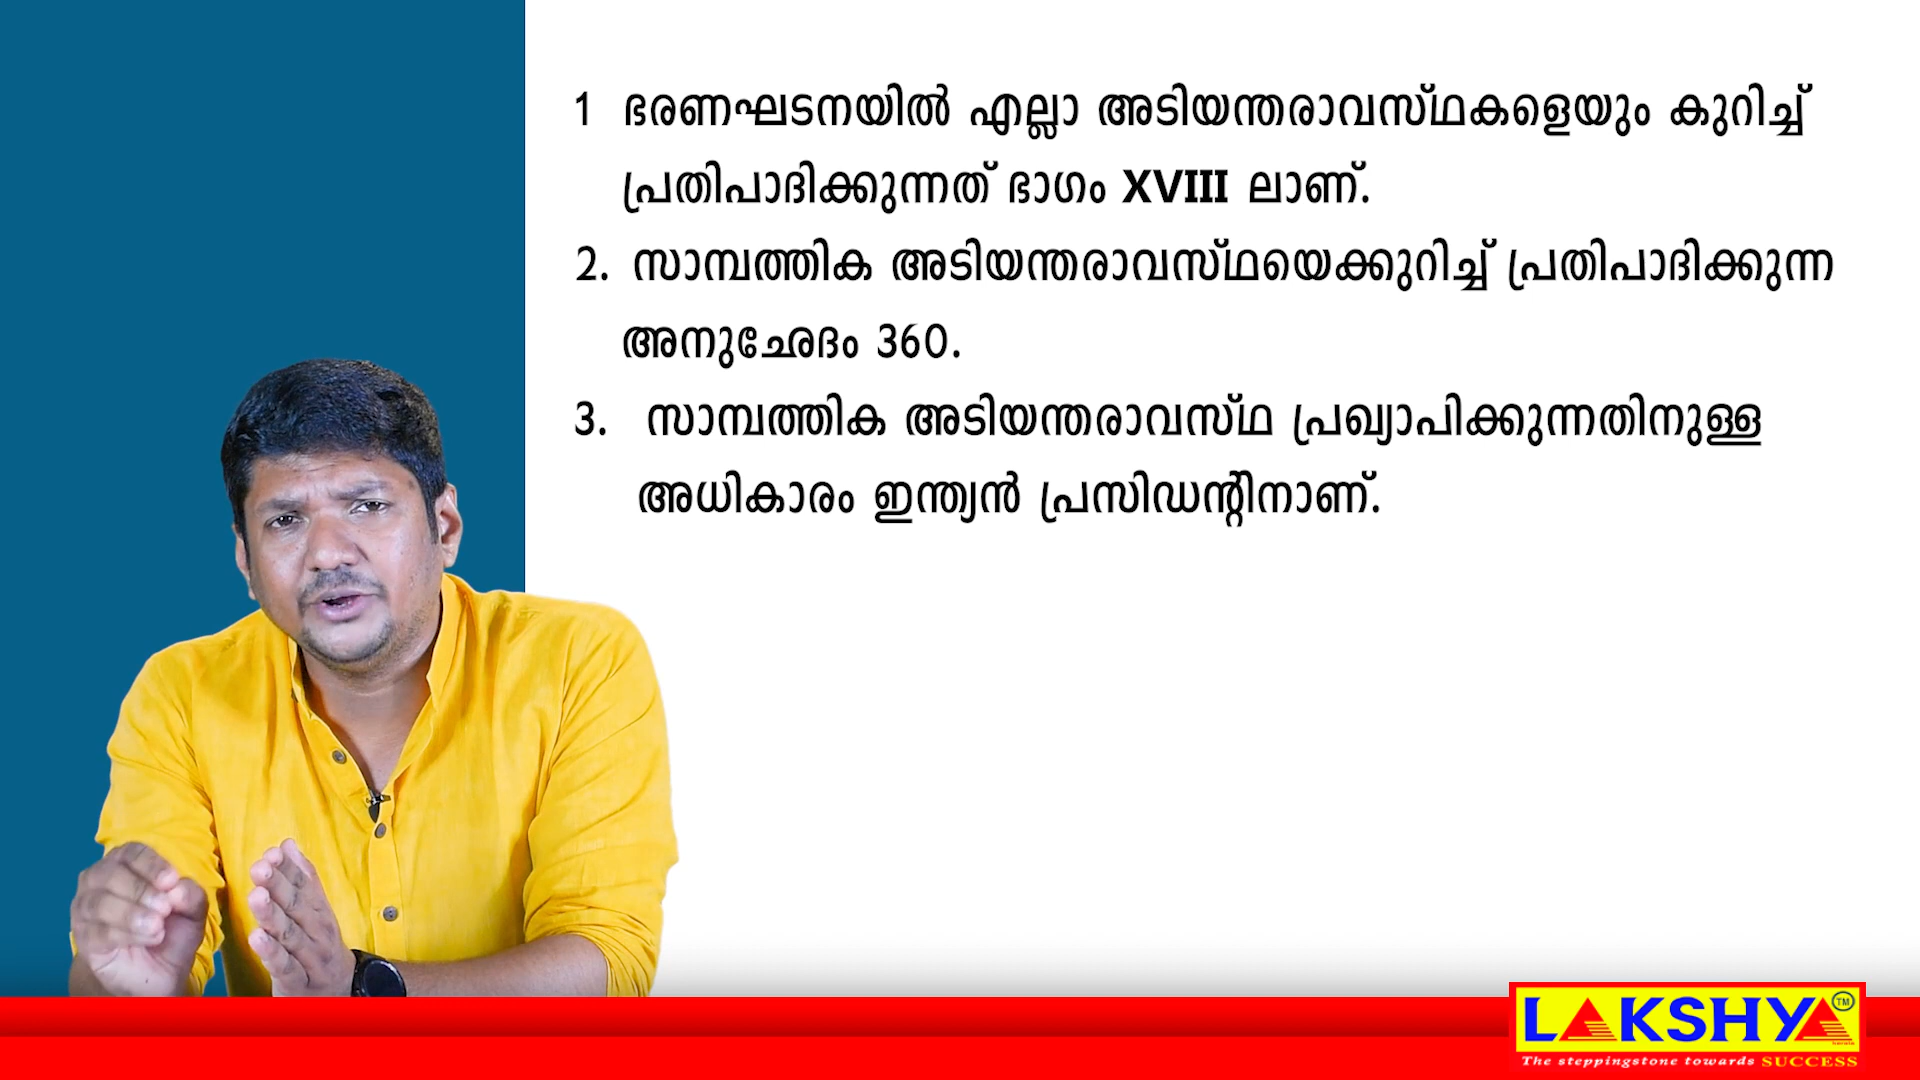 1 ഭരണഘടനയിൽ എല്ലാ അടിയന്തരാവസ്ഥകളെയും കുറിച്ച്
പ്രതിപാദിക്കുന്നത് ഭാഗം XVIII ലാണ്.
2. സാമ്പത്തിക അടിയന്തരാവസ്ഥയെക്കുറിച്ച് പ്രതിപാദിക്കുന്ന
അനുഛേദം 360.
3. സാമ്പത്തിക അടിയന്തരാവസ്ഥ പ്രഖ്യാപിക്കുന്നതിനുള്ള
അധികാരം ഇന്ത്യൻ പ്രസിഡന്റിനാണ്.
LAKSHYA TM
The steppingstone towards SUCCESS